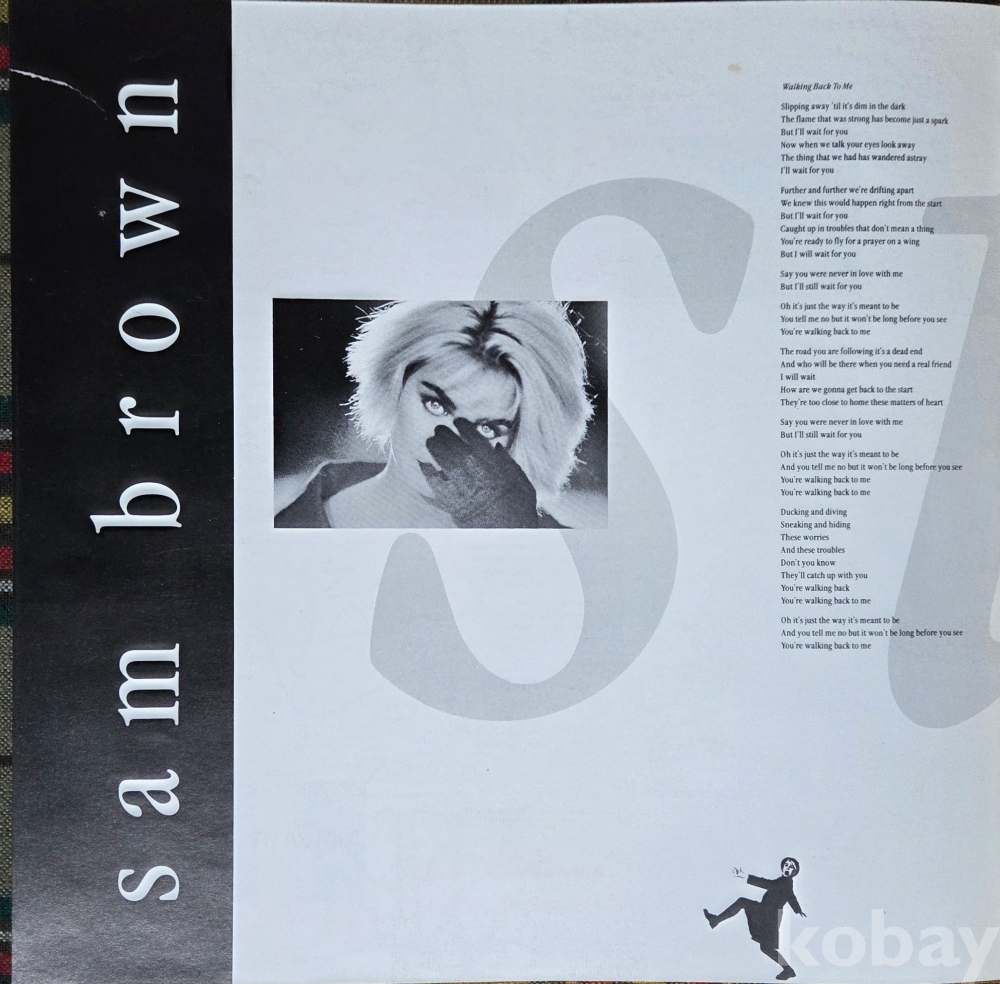 sam brown
St
Walking Back To Me
Slipping away 'til it's dim in the dark
The flame that was strong has become just a spark
But I'll wait for you
Now when we talk your eyes look away
The thing that we had has wandered astray
I'll wait for you
Further and further we're drifting apart
We knew this would happen right from the start
But I'll wait for you
Caught up in troubles that don't mean a thing
You're ready to fly for a prayer on a wing
But I will wait for you
Say you were never in love with me
But I'll still wait for you
Oh it's just the way it's meant to be
You tell me no but it won't be long before you see
You're walking back to me
The road you are following it's a dead end
And who will be there when you need a real friend
I will wait
How are we gonna get back to the start
They're too close to home these matters of heart
Say you were never in love with me
But I'll still wait for you
Oh it's just the way it's meant to be
And you tell me no but it won't be long before you see
You're walking back to me
You're walking back to me
Ducking and diving
Sneaking and hiding
These worries
And these troubles
Don't you know
They'll catch up with you
You're walking back
You're walking back to me
Oh it's just the way it's meant to be
And you tell me no but it won't be long before you see
You're walking back to me
kobay